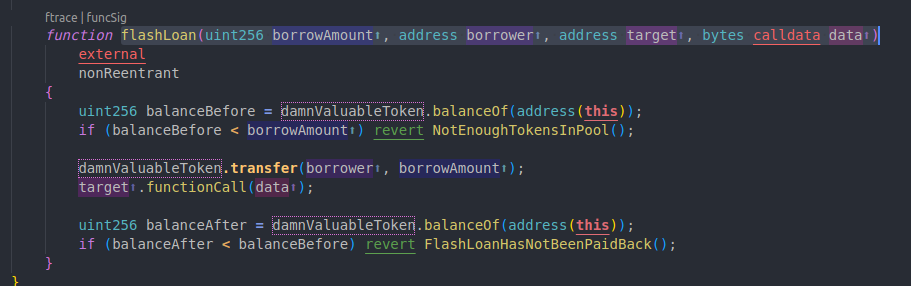 ftrace | funcSig
function flashLoan(uint256 borrowAmount↑, address borrower↑, address target↑, bytes calldata data↑)
external
nonReentrant
{
uint256 balanceBefore = damnValuableToken.balanceOf(address(this));
if (balanceBefore < borrowAmount↑) revert NotEnoughTokensInPool();
damnValuableToken.transfer(borrower↑, borrowAmount↑);
target↑.functionCall(data↑);
uint256 balanceAfter = damnValuableToken.balanceOf(address(this));
if (balanceAfter < balanceBefore) revert FlashLoanHasNotBeenPaidBack();
}
}